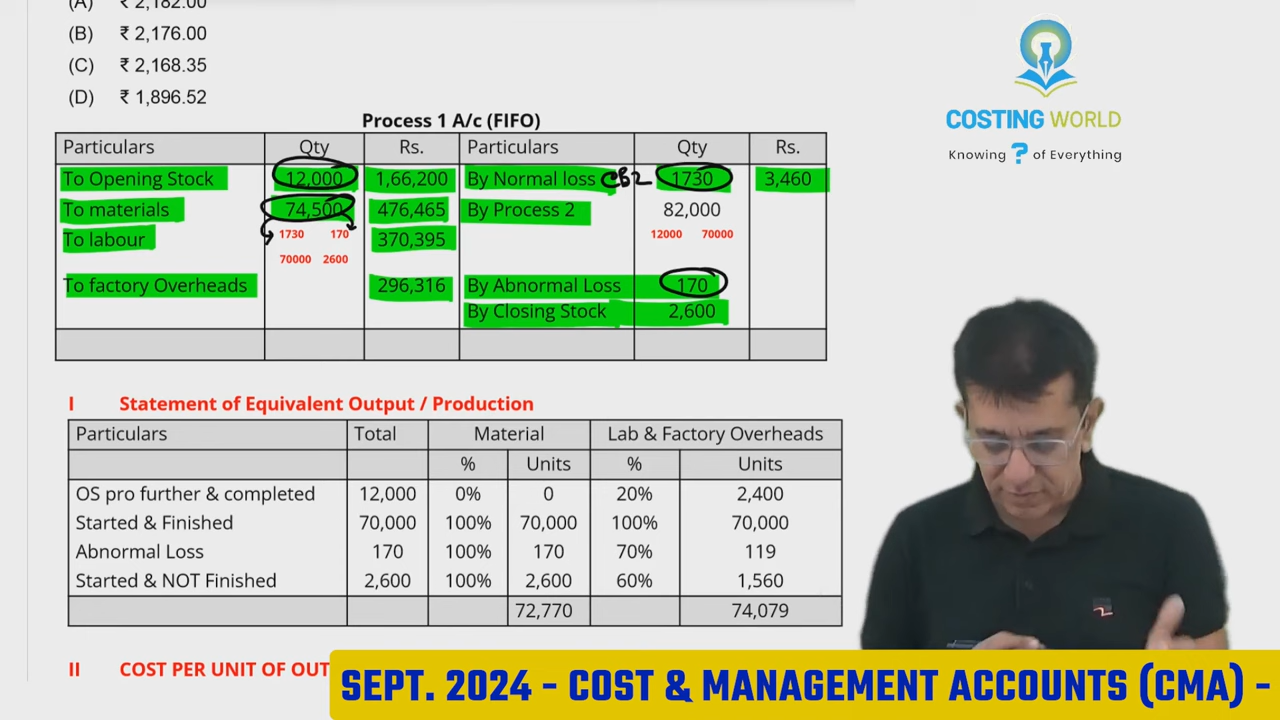 (A) ₹ 2,182.00
(B) ₹ 2,176.00
(C) ₹ 2,168.35
(D) ₹ 1,896.52
COSTING WORLD
Knowing ? of Everything
Process 1 A/c (FIFO)
Particulars Qty Rs. Particulars Qty Rs.
To Opening Stock 12,000 1,66,200 By Normal loss 1730 3,460
To materials 74,500 476,465 By Process 2 82,000
To labour 1730 170 370,395 12000 70000
70000 2600
To factory Overheads 296,316 By Abnormal Loss 170
By Closing Stock 2,600
I Statement of Equivalent Output / Production
Particulars Total Material Lab & Factory Overheads
% Units % Units
OS pro further & completed 12,000 0% 0 20% 2,400
Started & Finished 70,000 100% 70,000 100% 70,000
Abnormal Loss 170 100% 170 70% 119
Started & NOT Finished 2,600 100% 2,600 60% 1,560
72,770 74,079
II COST PER UNIT OF OUT
SEPT. 2024 - COST & MANAGEMENT ACCOUNTS (CMA) -